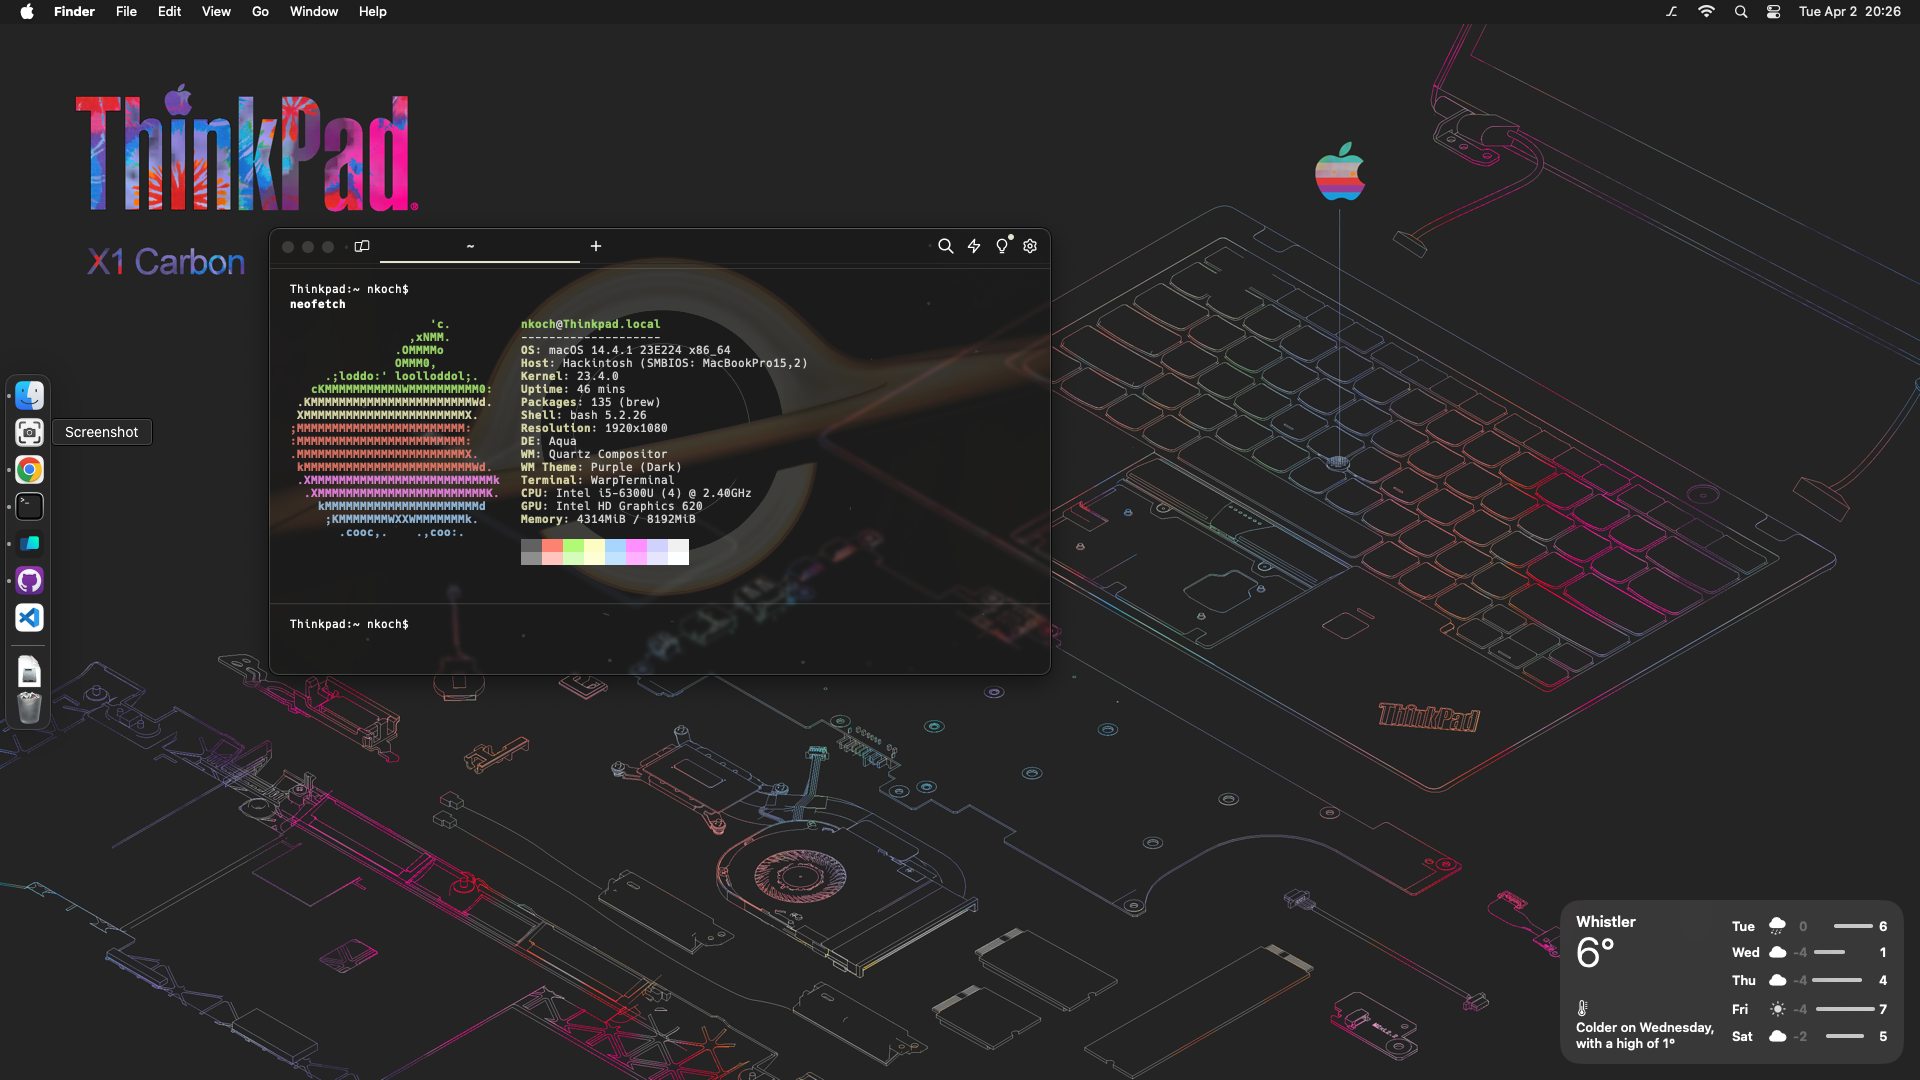 Finder File Edit View Go Window Help
Tue Apr 2 20:26
ThinkPad®
X1 Carbon
~ +
Thinkpad:~ nkoch$
neofetch
'c.
,xNMM.
.OMMMMo
OMMM0,
.;loddo:' loolloddol;.
cKMMMMMMMMMMNWMMMMMMMMMM0:
.KMMMMMMMMMMMMMMMMMMMMMMMWd.
XMMMMMMMMMMMMMMMMMMMMMMMX.
;MMMMMMMMMMMMMMMMMMMMMMMM:
:MMMMMMMMMMMMMMMMMMMMMMMM:
.MMMMMMMMMMMMMMMMMMMMMMMMX.
kMMMMMMMMMMMMMMMMMMMMMMMMWd.
.XMMMMMMMMMMMMMMMMMMMMMMMMMMk
.XMMMMMMMMMMMMMMMMMMMMMMMMK.
kMMMMMMMMMMMMMMMMMMMMMMd
;KMMMMMMMWXXWMMMMMMMk.
.cooc,. .,coo:.
nkoch@Thinkpad.local
--------------------
OS: macOS 14.4.1 23E224 x86_64
Host: Hackintosh (SMBIOS: MacBookPro15,2)
Kernel: 23.4.0
Uptime: 46 mins
Packages: 135 (brew)
Shell: bash 5.2.26
Resolution: 1920x1080
DE: Aqua
WM: Quartz Compositor
WM Theme: Purple (Dark)
Terminal: WarpTerminal
CPU: Intel i5-6300U (4) @ 2.40GHz
GPU: Intel HD Graphics 620
Memory: 4314MiB / 8192MiB
Thinkpad:~ nkoch$
Screenshot
ThinkPad
Whistler
6°
Colder on Wednesday,
with a high of 1°
Tue 0 6
Wed -4 1
Thu -4 4
Fri -4 7
Sat -2 5